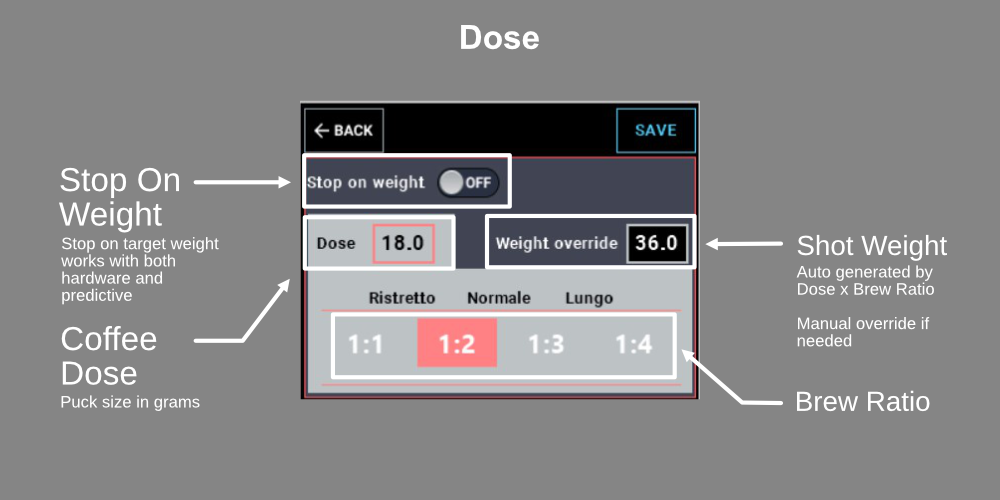 Dose
← BACK
SAVE
Stop on weight OFF
Dose 18.0
Weight override 36.0
Ristretto Normale Lungo
1:1 1:2 1:3 1:4
Stop On
Weight
Stop on target weight
works with both
hardware and
predictive
Coffee
Dose
Puck size in grams
Shot Weight
Auto generated by
Dose x Brew Ratio
Manual override if
needed
Brew Ratio